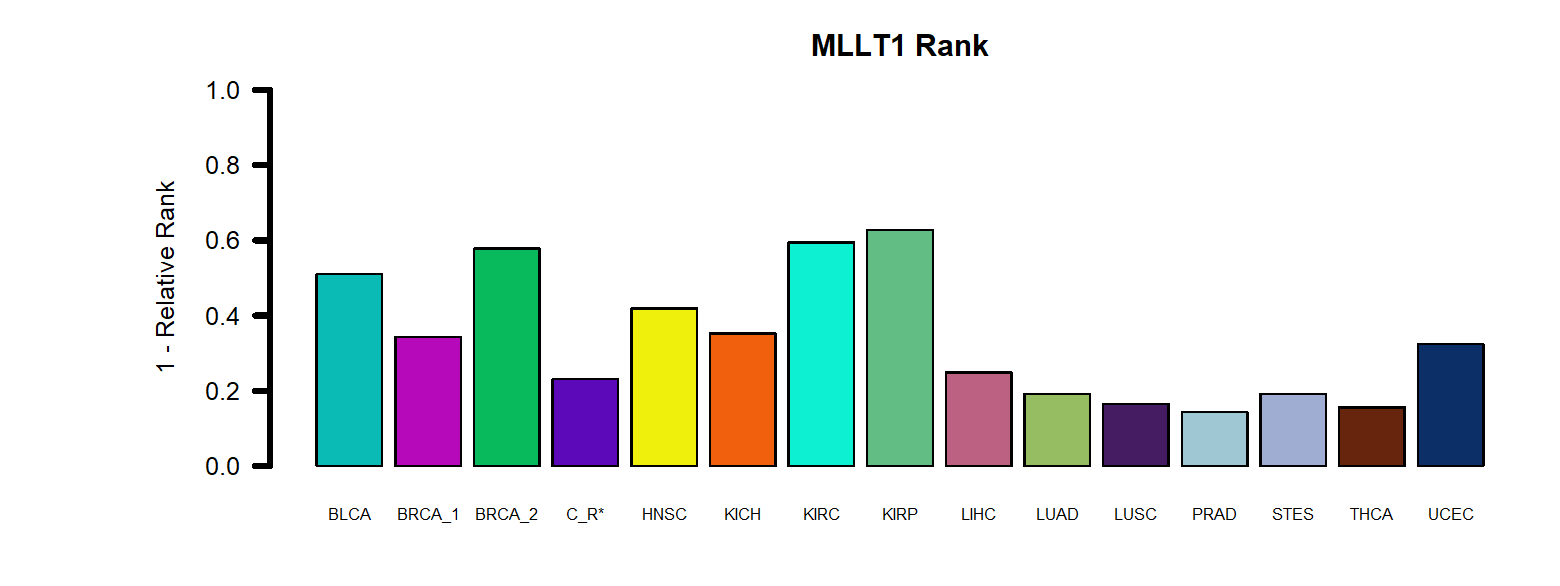 MLLT1 Rank
1 - Relative Rank
1.0
0.8
0.6
0.4
0.2
0.0
BLCA BRCA_1 BRCA_2 C_R* HNSC KICH KIRC KIRP LIHC LUAD LUSC PRAD STES THCA UCEC